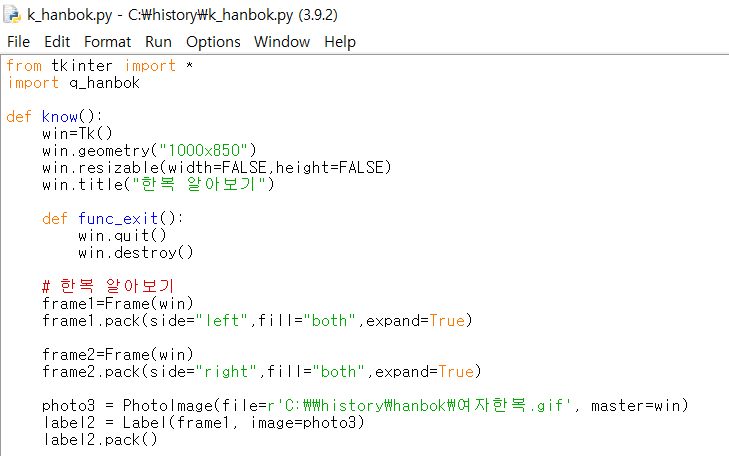 k_hanbok.py - C:₩history₩k_hanbok.py (3.9.2)
File Edit Format Run Options Window Help
from tkinter import *
import q_hanbok
def know():
    win=Tk()
    win.geometry("1000x850")
    win.resizable(width=FALSE,height=FALSE)
    win.title("한복 알아보기")
    def func_exit():
        win.quit()
        win.destroy()
    # 한복 알아보기
    frame1=Frame(win)
    frame1.pack(side="left",fill="both",expand=True)
    frame2=Frame(win)
    frame2.pack(side="right",fill="both",expand=True)
    photo3 = PhotoImage(file=r'C:₩₩history₩hanbok₩여자한복.gif', master=win)
    label2 = Label(frame1, image=photo3)
    label2.pack()